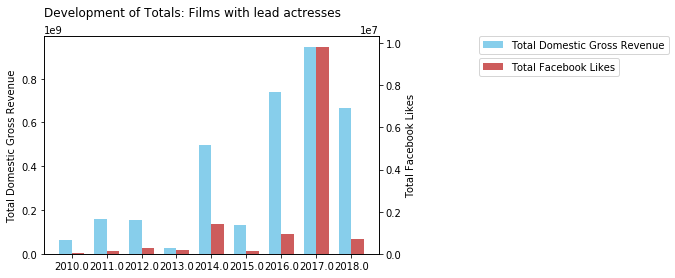 Development of Totals: Films with lead actresses
1e9
1e7
Total Domestic Gross Revenue
Total Facebook Likes
0.8
0.6
0.4
0.2
0.0
Total Domestic Gross Revenue
1.0
0.8
0.6
0.4
0.2
0.0
Total Facebook Likes
2010.0 2011.0 2012.0 2013.0 2014.0 2015.0 2016.0 2017.0 2018.0